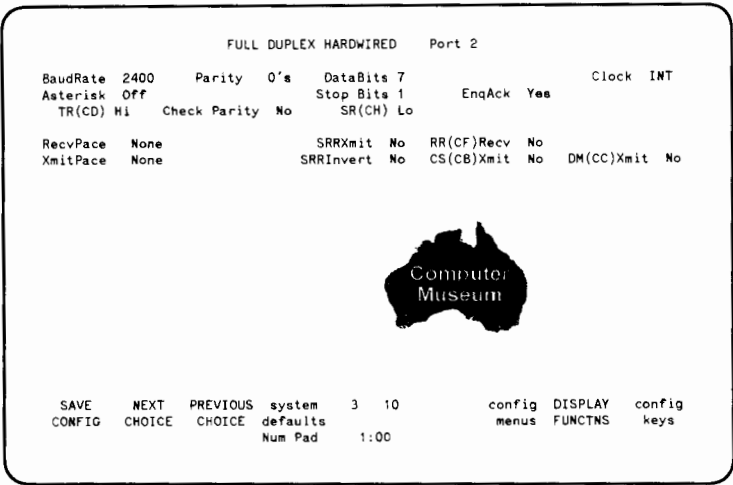 FULL DUPLEX HARDWIRED Port 2
BaudRate 2400 Parity 0's DataBits 7 Clock INT
Asterisk Off Stop Bits 1 EnqAck Yes
TR(CD) Hi Check Parity No SR(CH) Lo
RecvPace None SRRXmit No RR(CF)Recv No
XmitPace None SRRInvert No CS(CB)Xmit No DM(CC)Xmit No
Computer
Museum
SAVE NEXT PREVIOUS system 3 10 config DISPLAY config
CONFIG CHOICE CHOICE defaults menus FUNCTNS keys
Num Pad 1:00